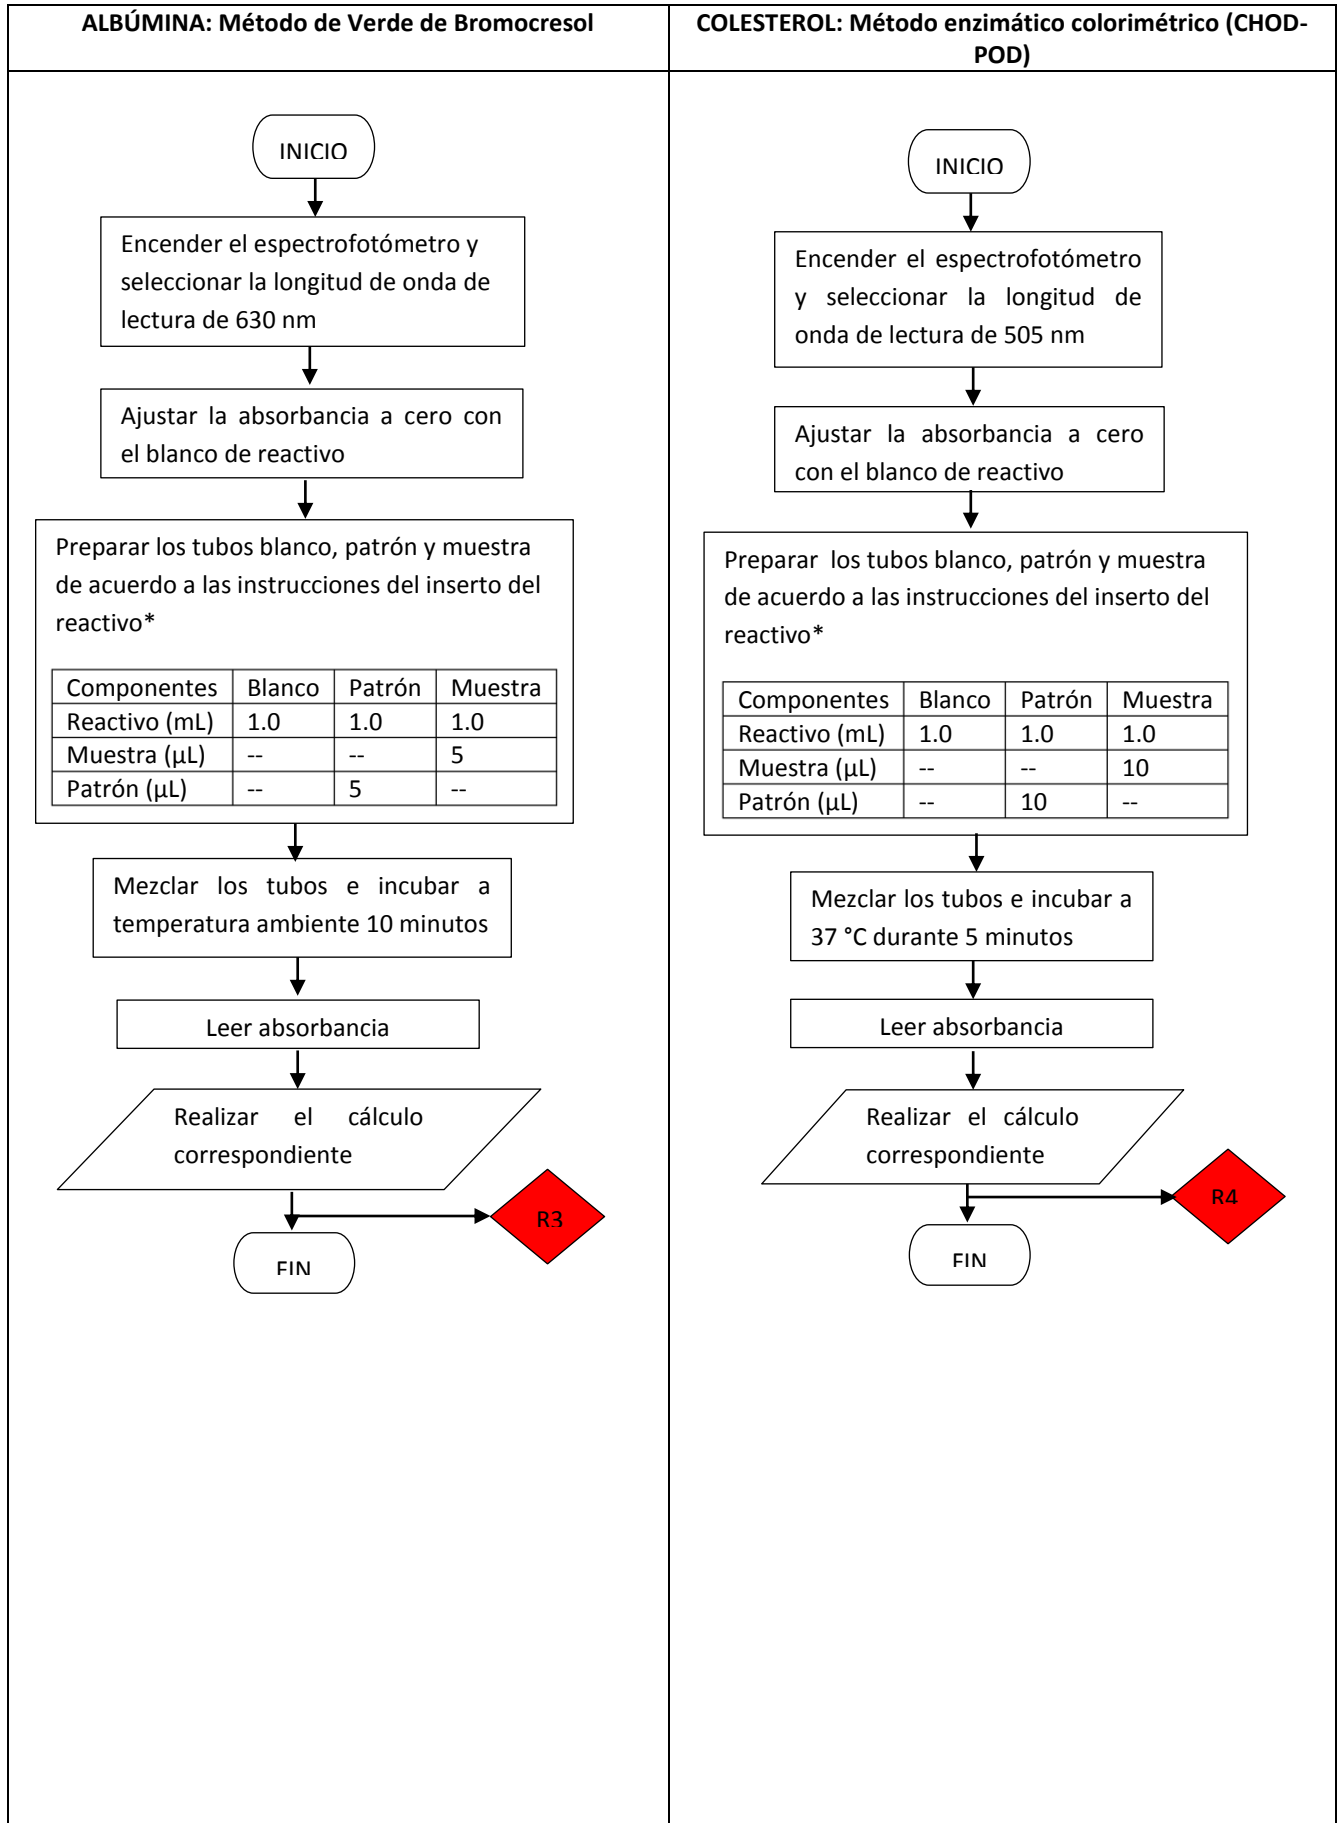 ALBÚMINA: Método de Verde de Bromocresol
INICIO
Encender el espectrofotómetro y
seleccionar la longitud de onda de
lectura de 630 nm
Ajustar la absorbancia a cero con
el blanco de reactivo
Preparar los tubos blanco, patrón y muestra
de acuerdo a las instrucciones del inserto del
reactivo*
Componentes Blanco Patrón Muestra
Reactivo (mL) 1.0 1.0 1.0
Muestra (µL) -- -- 5
Patrón (µL) -- 5 --
Mezclar los tubos e incubar a
temperatura ambiente 10 minutos
Leer absorbancia
Realizar el cálculo
correspondiente
R3
FIN
COLESTEROL: Método enzimático colorimétrico (CHOD-
POD)
INICIO
Encender el espectrofotómetro
y seleccionar la longitud de
onda de lectura de 505 nm
Ajustar la absorbancia a cero
con el blanco de reactivo
Preparar los tubos blanco, patrón y muestra
de acuerdo a las instrucciones del inserto del
reactivo*
Componentes Blanco Patrón Muestra
Reactivo (mL) 1.0 1.0 1.0
Muestra (µL) -- -- 10
Patrón (µL) -- 10 --
Mezclar los tubos e incubar a
37 °C durante 5 minutos
Leer absorbancia
Realizar el cálculo
correspondiente
R4
FIN